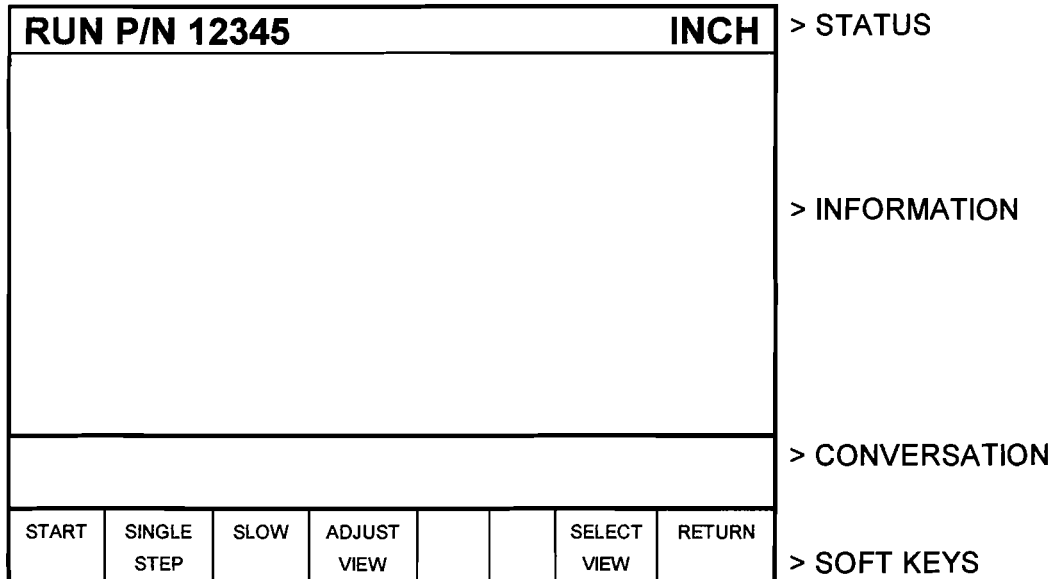 RUN P/N 12345 INCH > STATUS
> INFORMATION
> CONVERSATION
START SINGLE STEP SLOW ADJUST VIEW SELECT VIEW RETURN
> SOFT KEYS